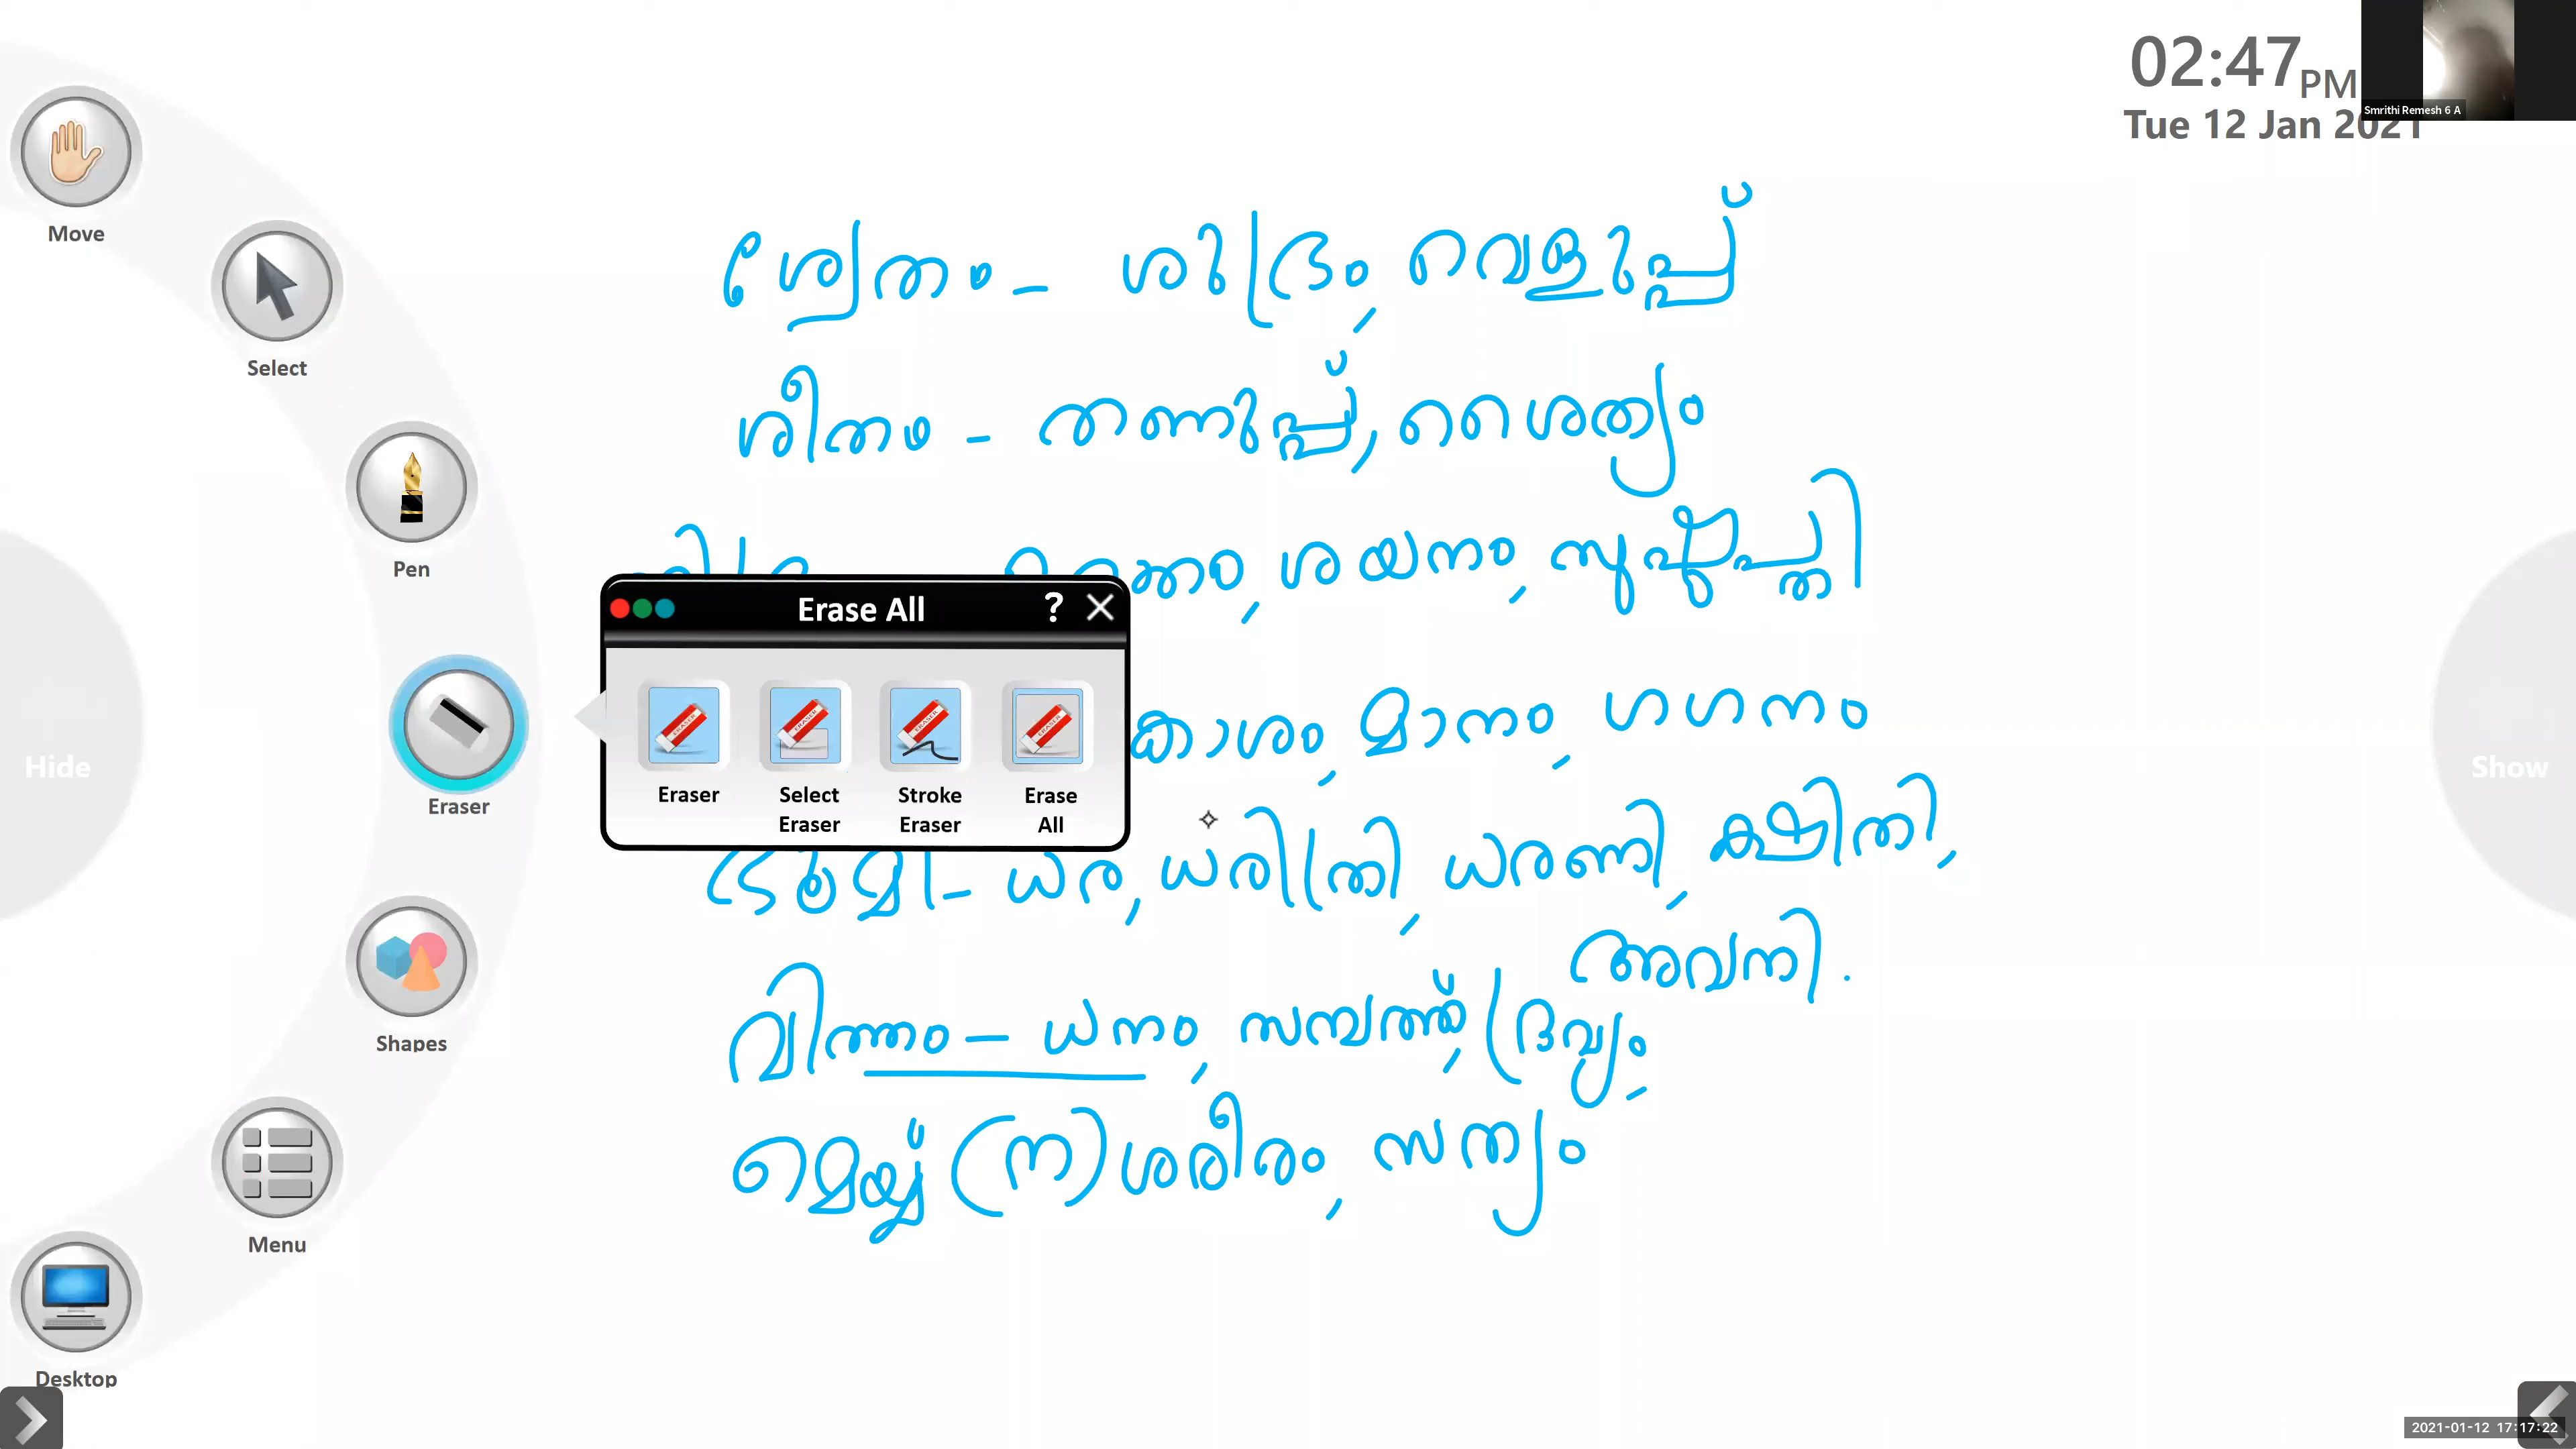 02:47 PM
Tue 12 Jan 2021
Smrithi Remesh 6 A
Move
Select
Pen
Eraser
Shapes
Menu
Desktop
Hide
Show
ശ്വേതം - ശുഭ്രം, വെളുപ്പ്
ശീതം - തണുപ്പ്, ശൈത്യം
ശയനം, സുഷുപ്തി
Erase All ? X
Eraser
Select Eraser
Stroke Eraser
Erase All
കാശം, മാനം, ഗഗനം
ഭൂമി - ധര, ധരിത്രി, ധരണി, ക്ഷിതി,
അവനി.
വിത്തം - ധനം, സമ്പത്ത്, ദ്രവ്യം,
മെയ്യ് (ന) ശരീരം, സത്യം
2021-01-12 17:17:22